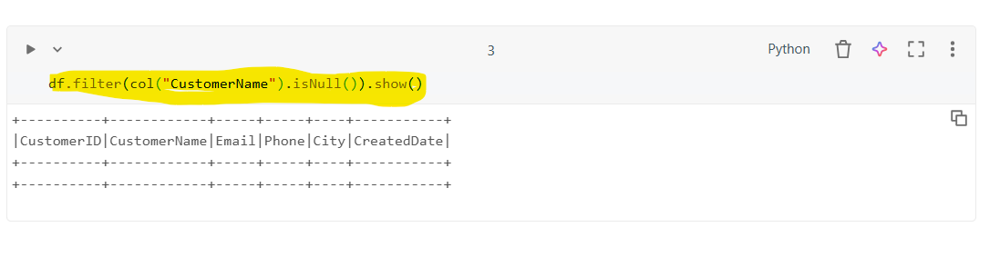 3
Python
df.filter(col("CustomerName").isNull()).show()
+----------+------------+-----+-----+----+-----------+
|CustomerID|CustomerName|Email|Phone|City|CreatedDate|
+----------+------------+-----+-----+----+-----------+
+----------+------------+-----+-----+----+-----------+